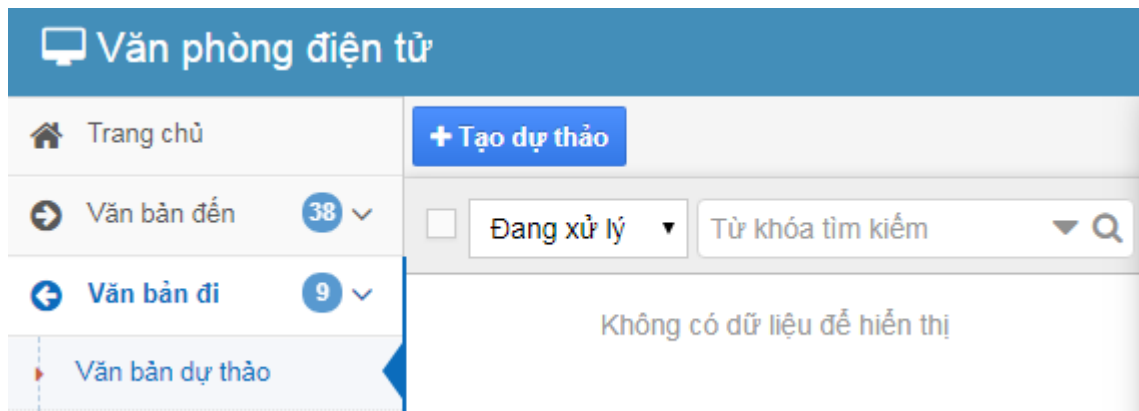 Văn phòng điện tử
Trang chủ
Văn bản đến 38
Văn bản đi 9
Văn bản dự thảo
+ Tạo dự thảo
Đang xử lý Từ khóa tìm kiếm
Không có dữ liệu để hiển thị